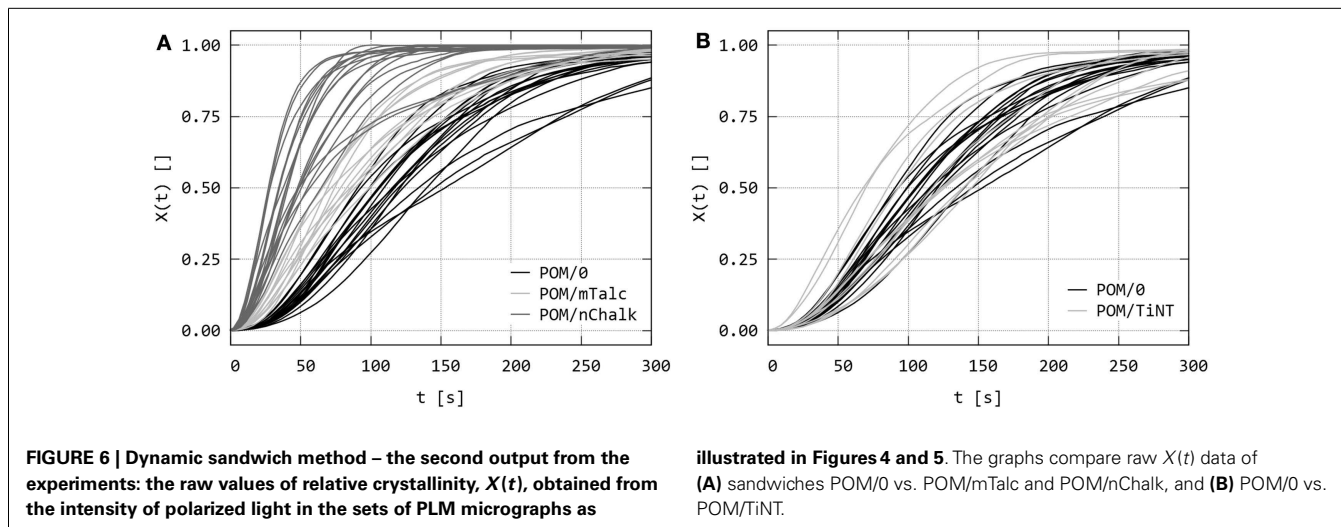 A
1.00
0.75
0.50
0.25
0.00
X(t) []
POM/0
POM/mTalc
POM/nChalk
0 50 100 150 200 250 300
t [s]
B
1.00
0.75
0.50
0.25
0.00
X(t) []
POM/0
POM/TiNT
0 50 100 150 200 250 300
t [s]
FIGURE 6 | Dynamic sandwich method – the second output from the
experiments: the raw values of relative crystallinity, X(t), obtained from
the intensity of polarized light in the sets of PLM micrographs as
illustrated in Figures 4 and 5. The graphs compare raw X(t) data of
(A) sandwiches POM/0 vs. POM/mTalc and POM/nChalk, and (B) POM/0 vs.
POM/TiNT.